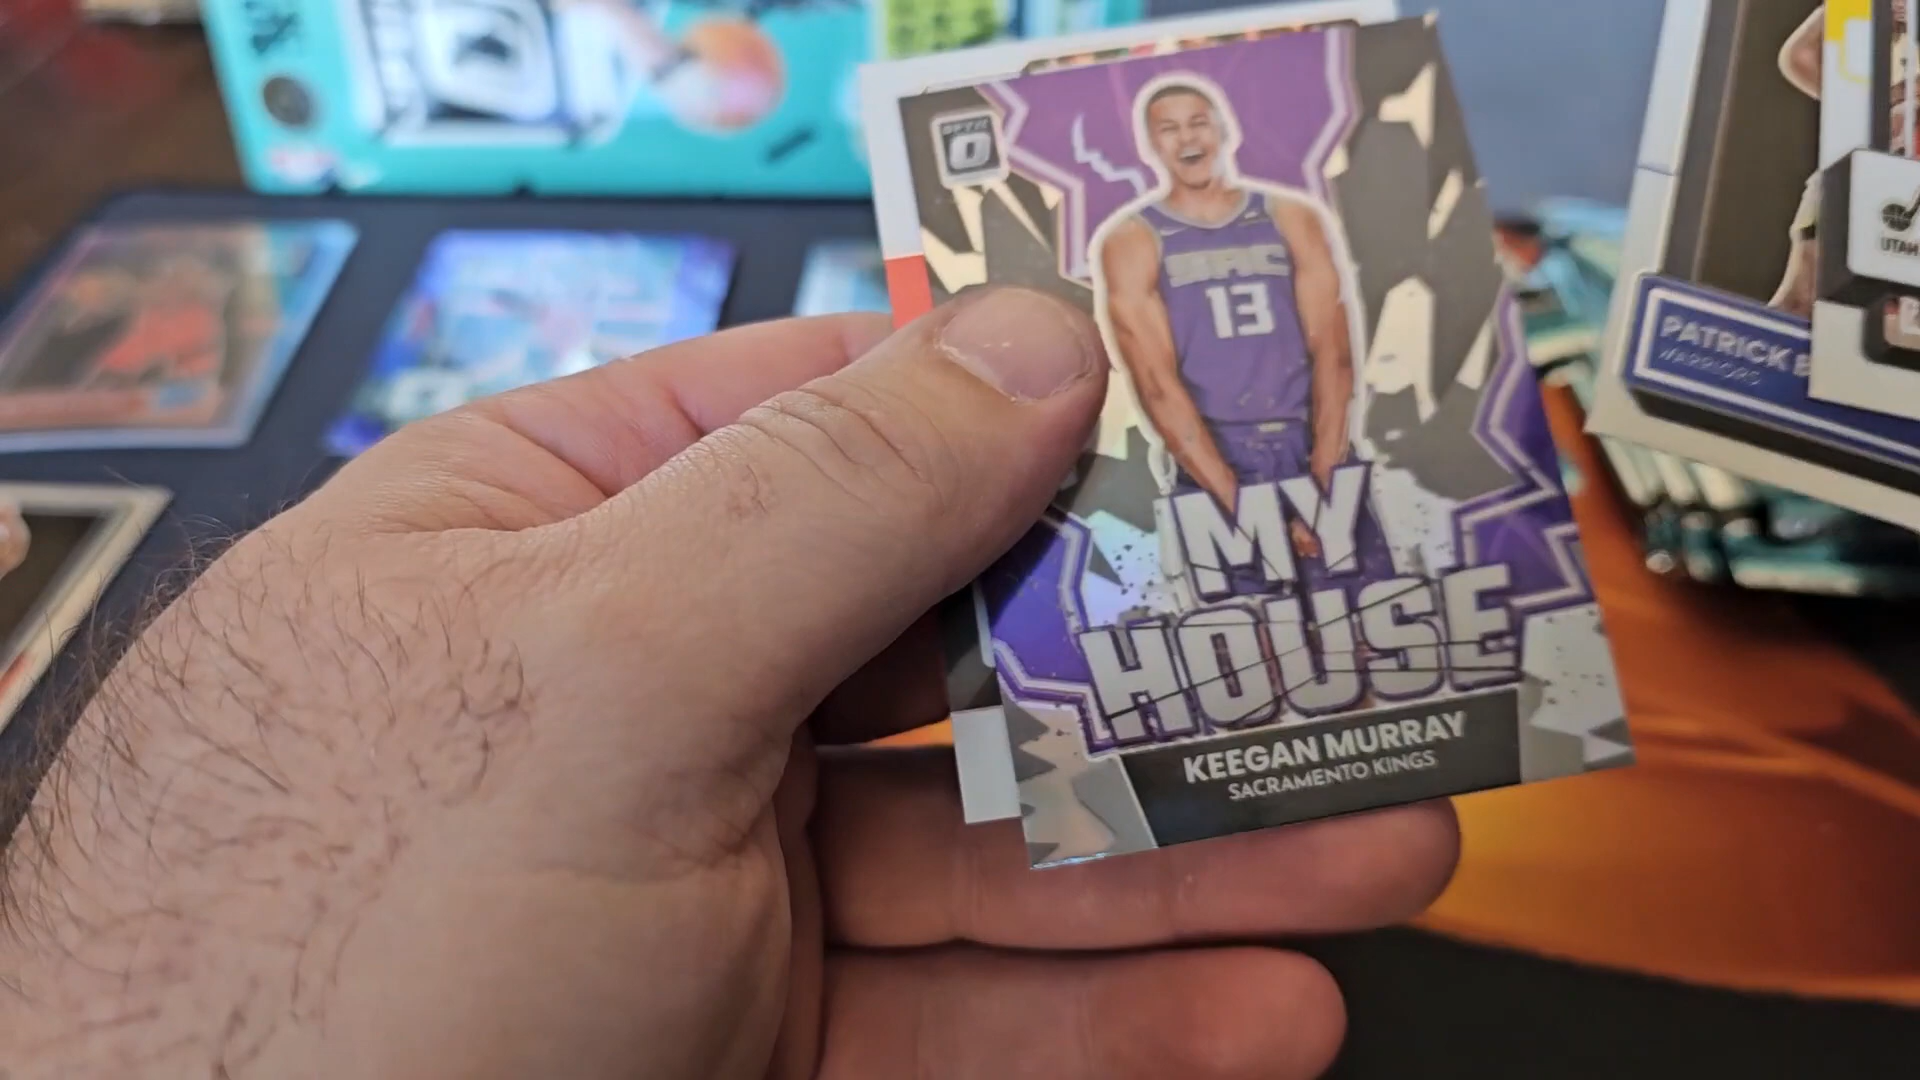 OPTIC
O
SAC
13
MY
HOUSE
KEEGAN MURRAY
SACRAMENTO KINGS
PATRICK B
WARRIORS
UTAH